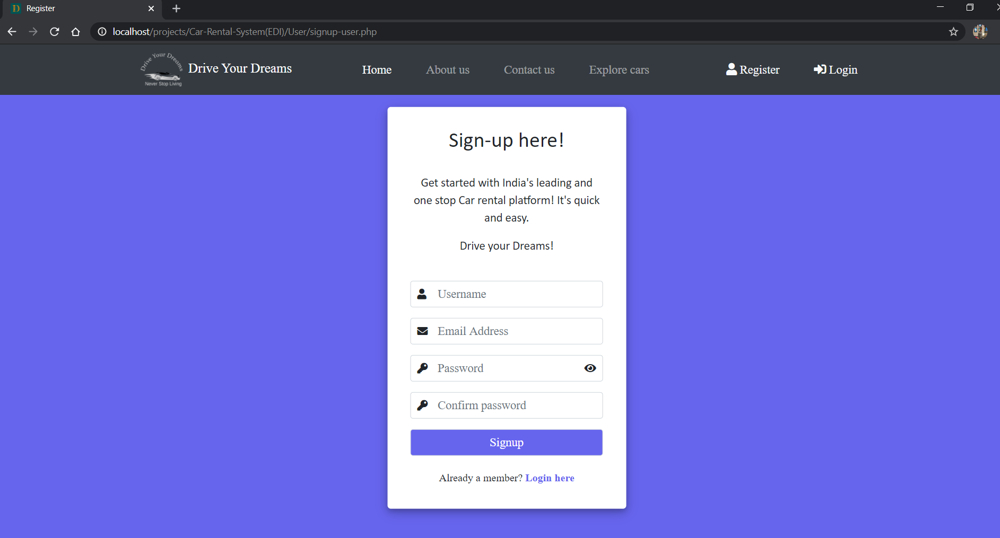 Register
localhost/projects/Car-Rental-System(EDI)/User/signup-user.php
Drive Your Dreams
Never Stop Living
Drive Your Dreams
Home
About us
Contact us
Explore cars
Register
Login
Sign-up here!
Get started with India's leading and
one stop Car rental platform! It's quick
and easy.
Drive your Dreams!
Username
Email Address
Password
Confirm password
Signup
Already a member? Login here